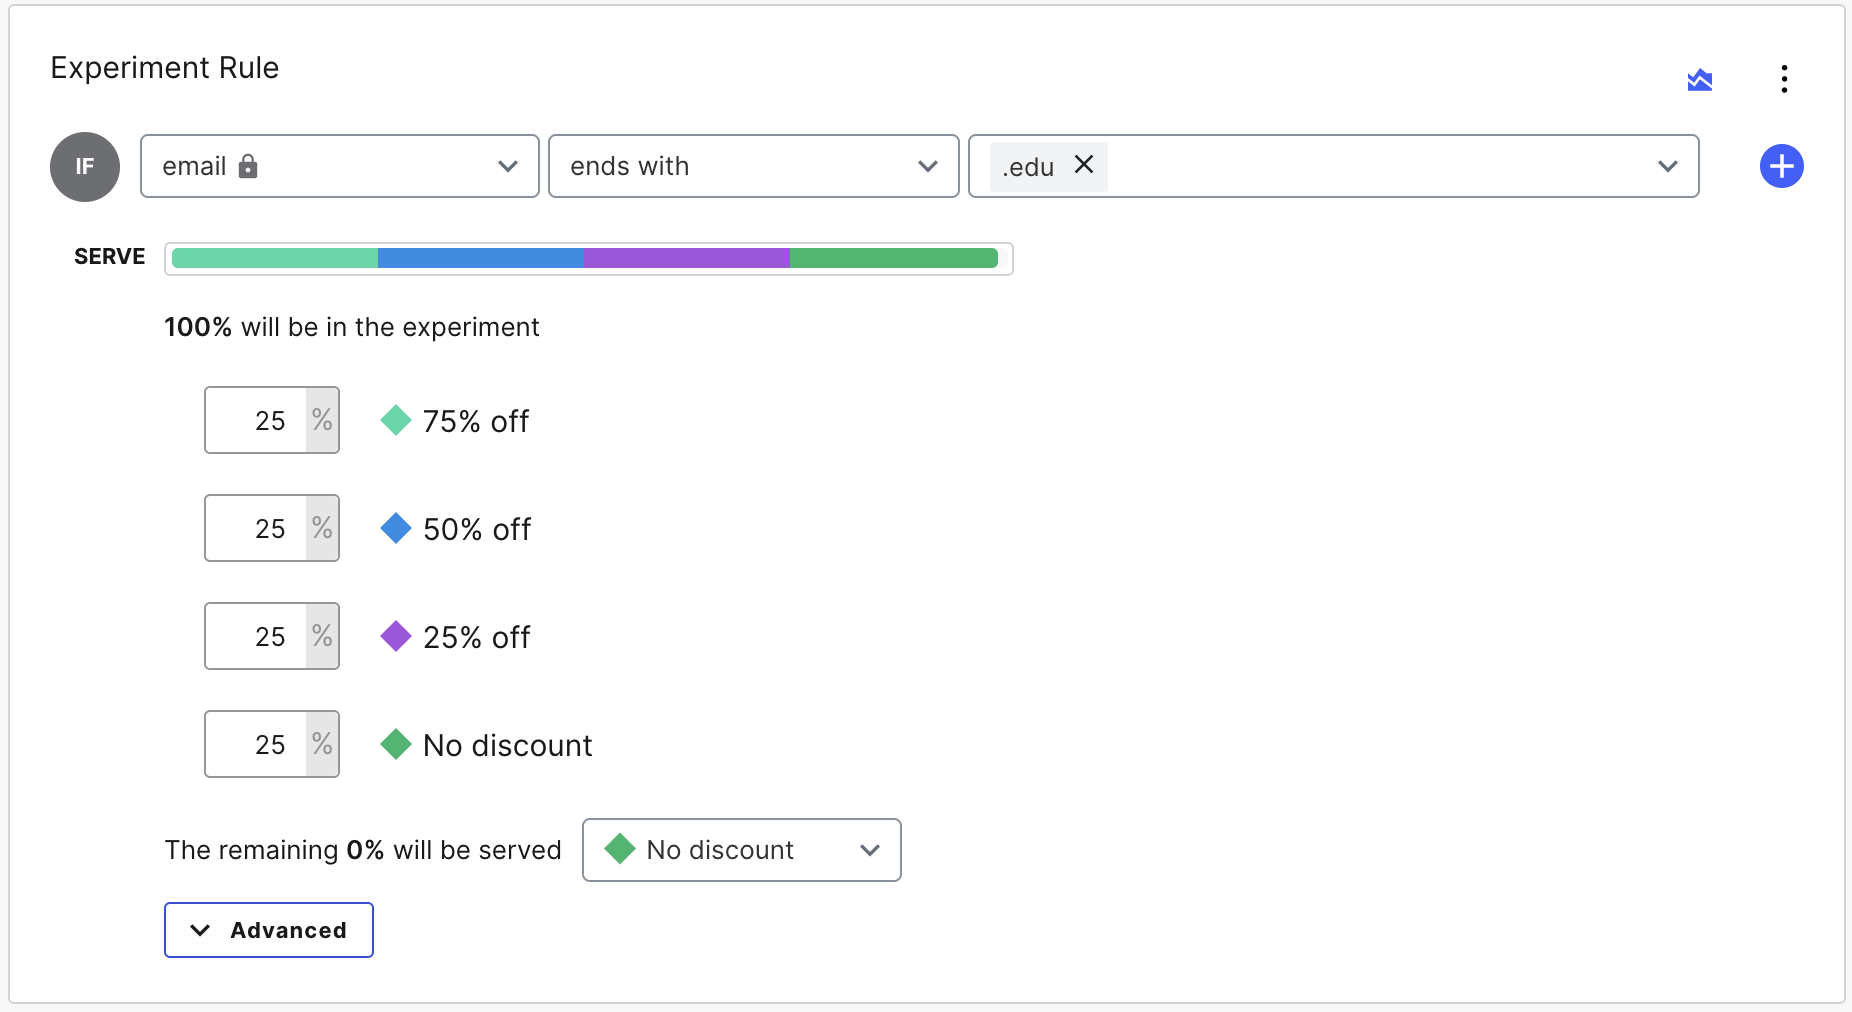 Experiment Rule
IF email ends with .edu
SERVE
100% will be in the experiment
25 % 75% off
25 % 50% off
25 % 25% off
25 % No discount
The remaining 0% will be served No discount
Advanced